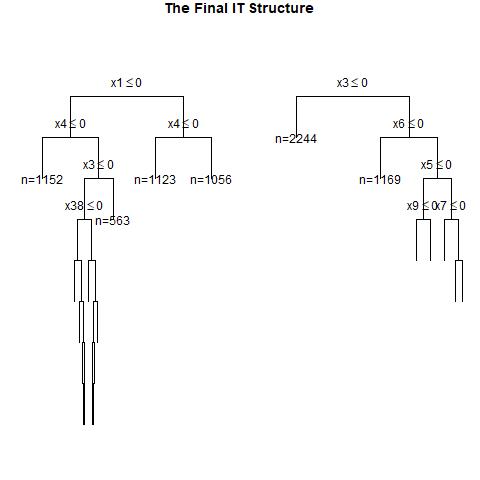 The Final IT Structure
x1 ≤ 0
x3 ≤ 0
x4 ≤ 0
x4 ≤ 0
n=2244
x6 ≤ 0
n=1152
x3 ≤ 0
n=1123
n=1056
n=1169
x5 ≤ 0
x38 ≤ 0
n=563
x9 ≤ 0
x7 ≤ 0